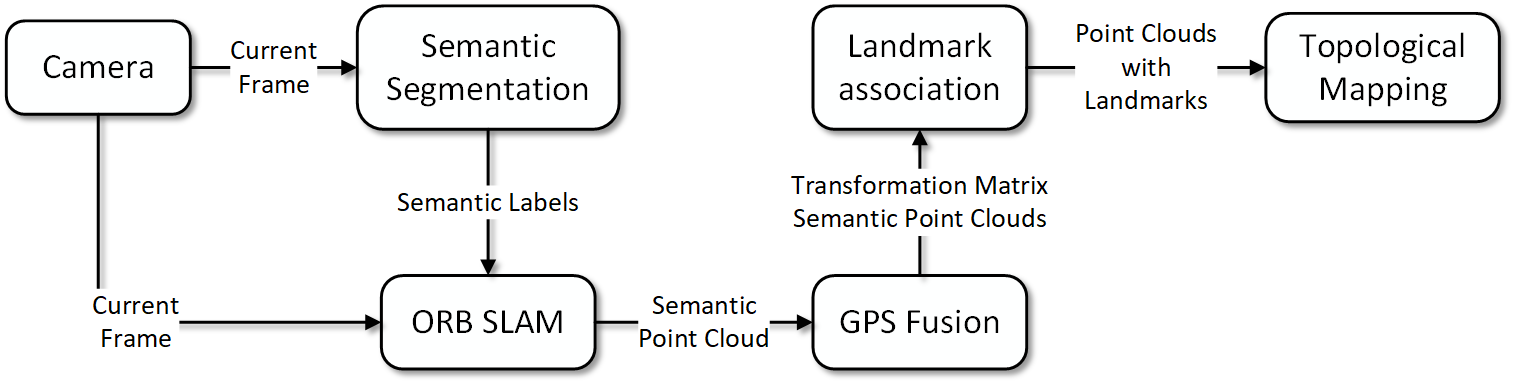 Camera
Current
Frame
Semantic
Segmentation
Semantic Labels
Current
Frame
ORB SLAM
Semantic
Point Cloud
GPS Fusion
Transformation Matrix
Semantic Point Clouds
Landmark
association
Point Clouds
with
Landmarks
Topological
Mapping